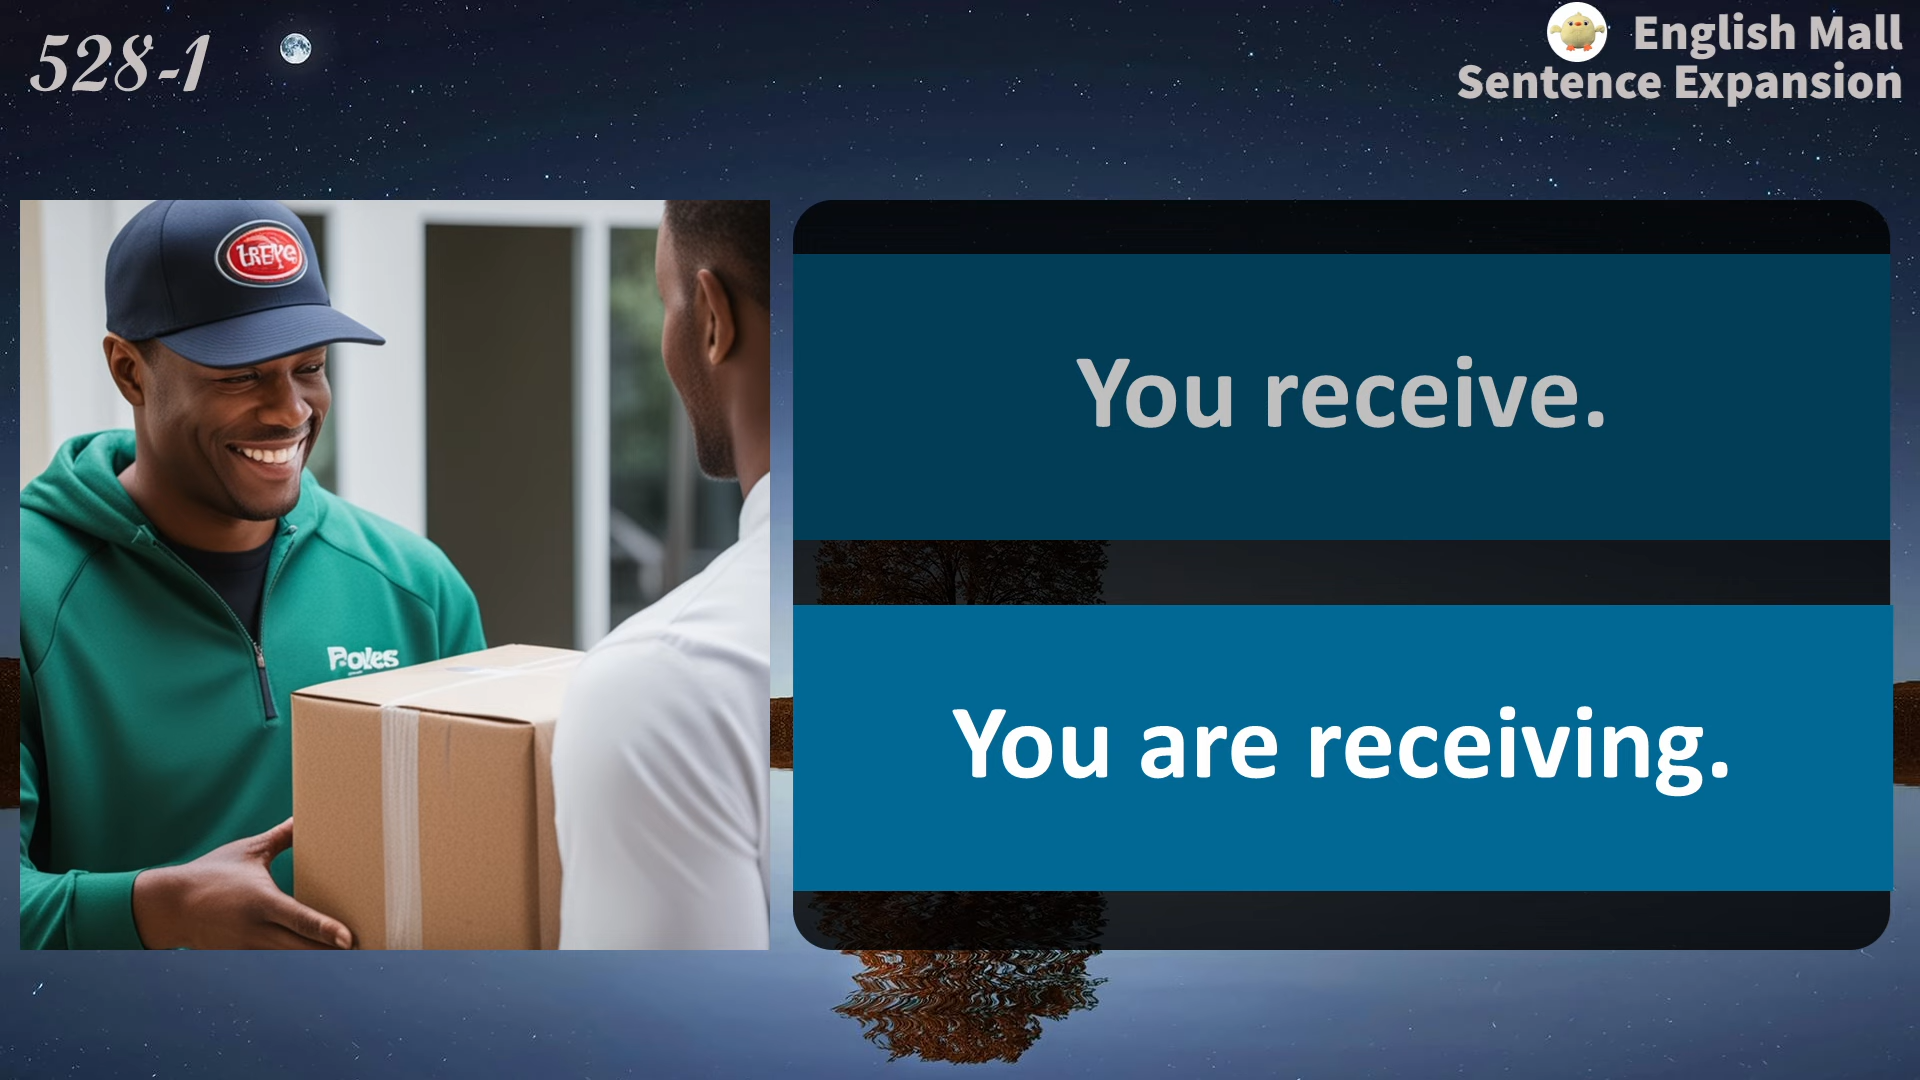 528-1
English Mall
Sentence Expansion
You receive.
You are receiving.